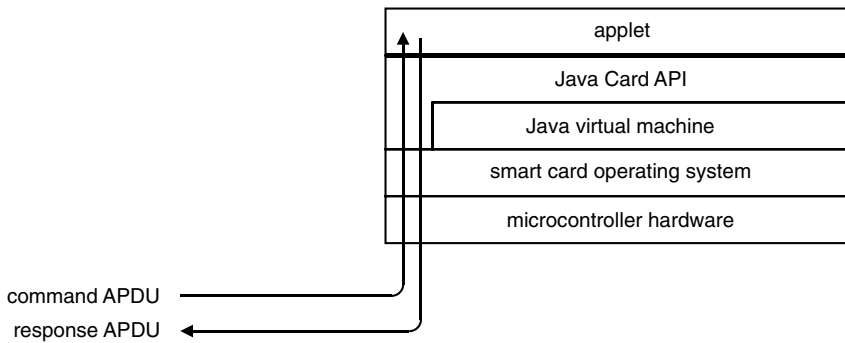 applet
Java Card API
Java virtual machine
smart card operating system
microcontroller hardware
command APDU
response APDU